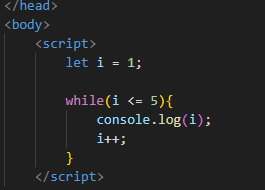 </head>
<body>
    <script>
        let i = 1;

        while(i <= 5){
            console.log(i);
            i++;
        }
    </script>